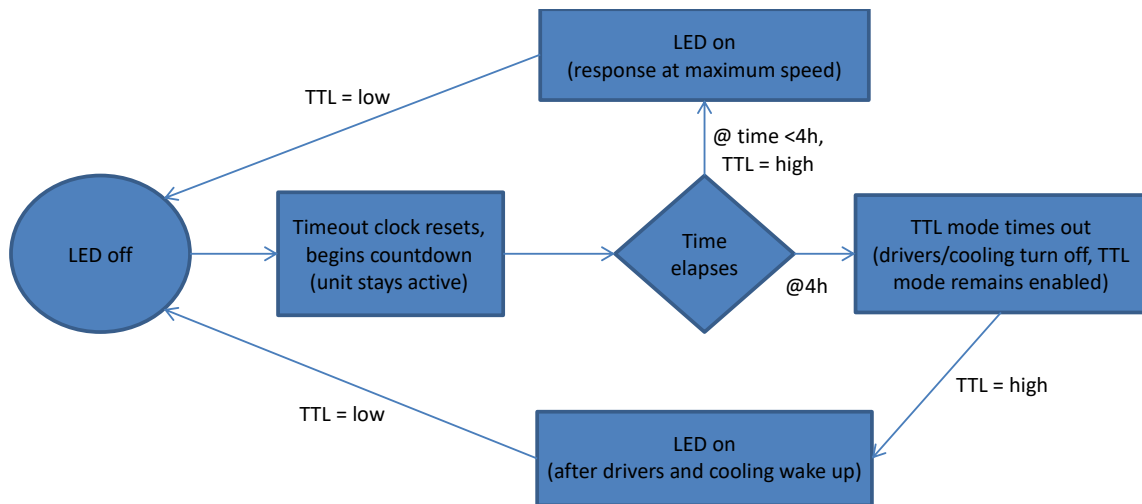 LED on
(response at maximum speed)
TTL = low
@ time <4h,
TTL = high
LED off
Timeout clock resets,
begins countdown
(unit stays active)
Time
elapses
@4h
TTL mode times out
(drivers/cooling turn off, TTL
mode remains enabled)
TTL = high
TTL = low
LED on
(after drivers and cooling wake up)